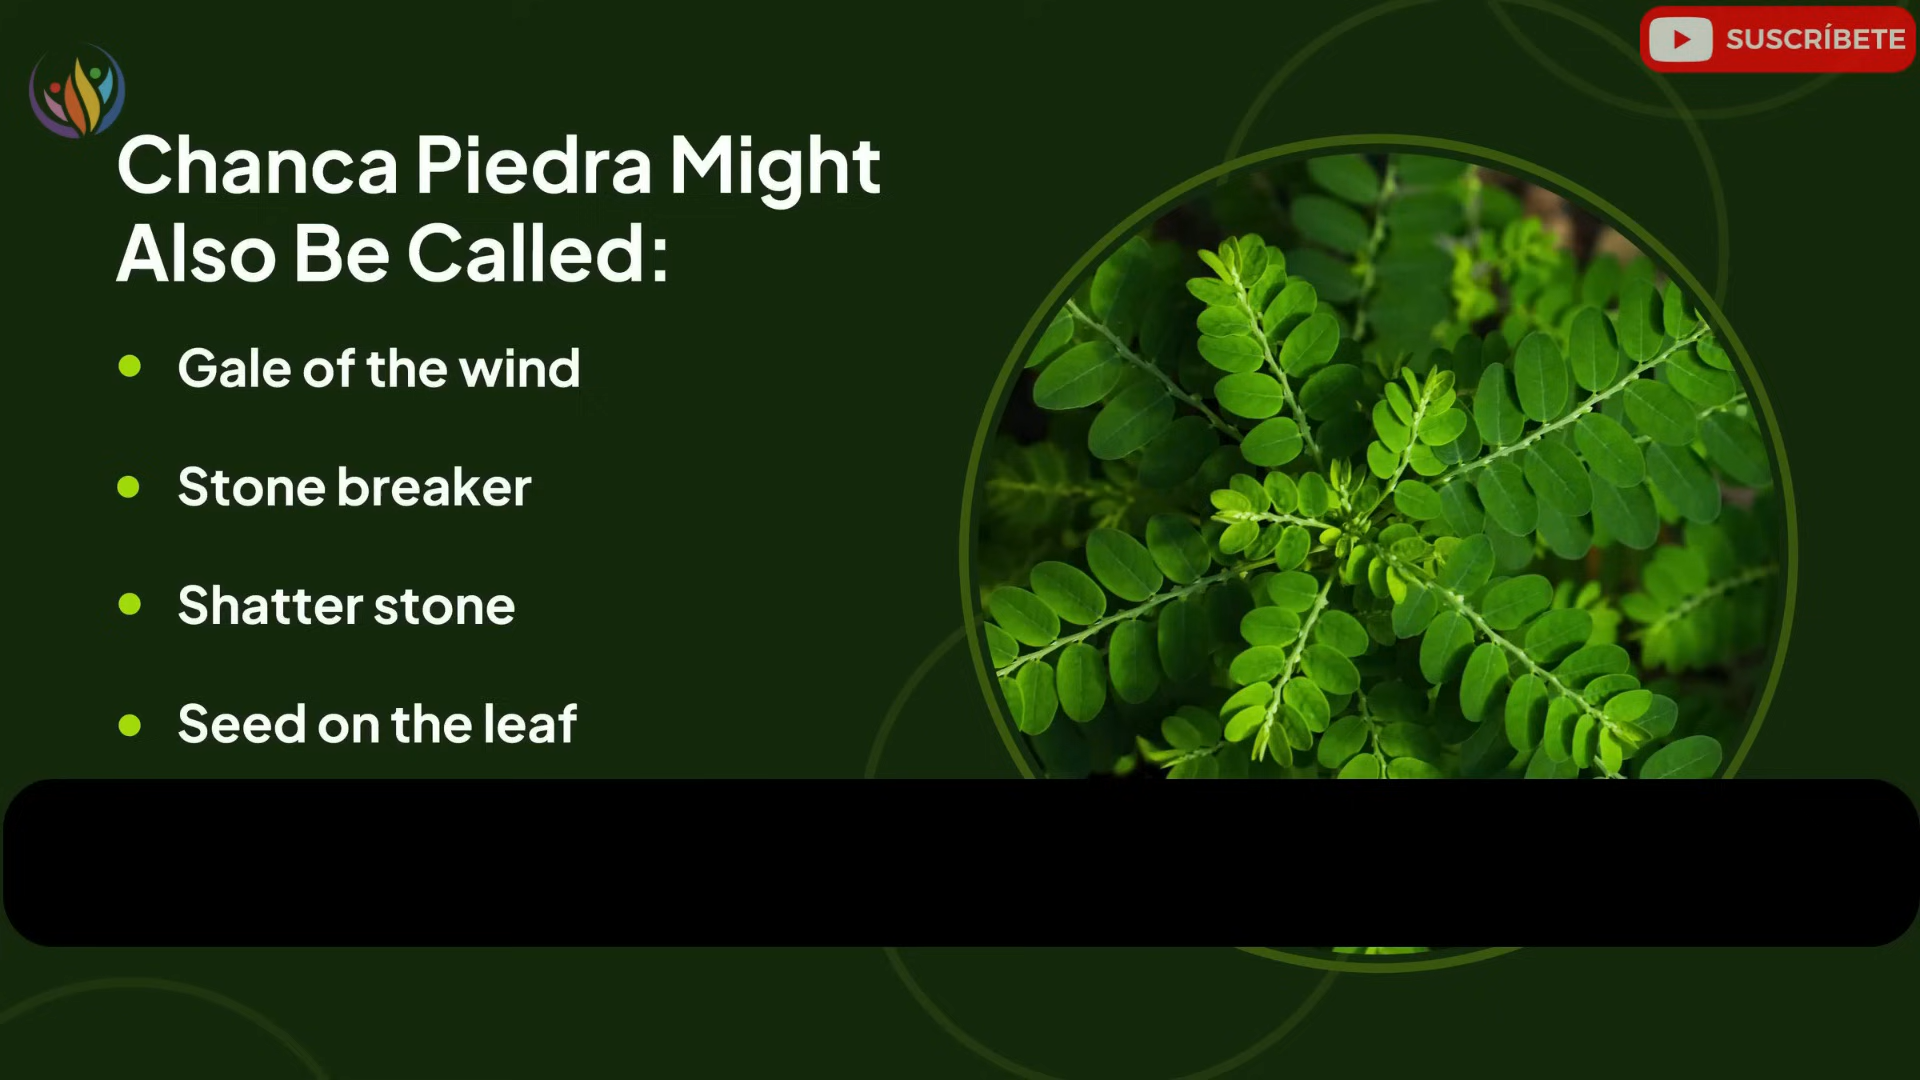 SUSCRÍBETE
Chanca Piedra Might
Also Be Called:
Gale of the wind
Stone breaker
Shatter stone
Seed on the leaf